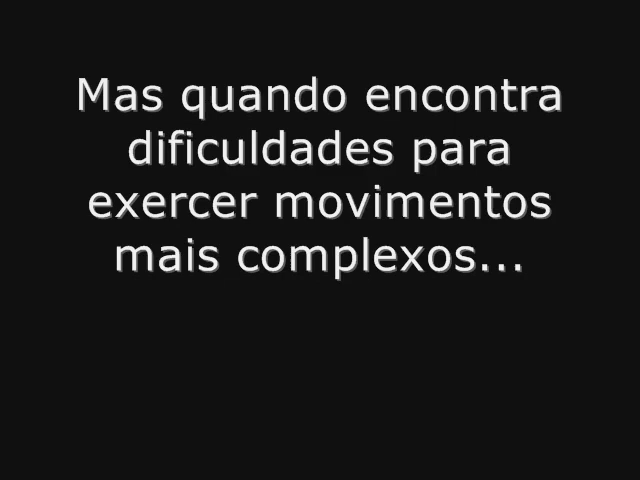 Mas quando encontra
dificuldades para
exercer movimentos
mais complexos...